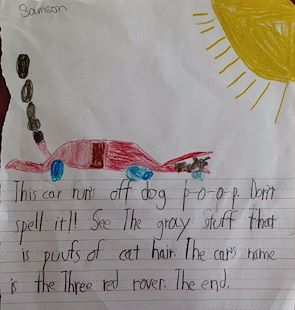 Samson
This car runs off dog p-o-o-p. Don't
spell it!! See The gray stuff that
is puufs of cat hair. The car's name
is the Three red rover. The end.